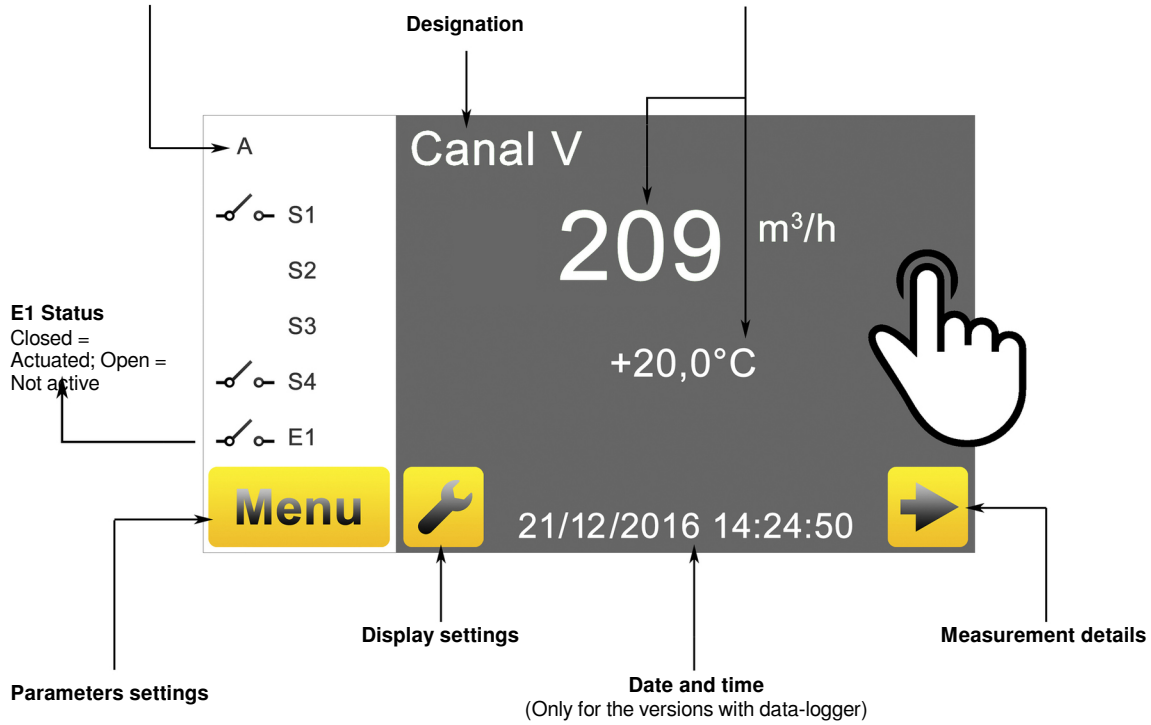 Designation
A
Canal V
S1
209 m³/h
S2
E1 Status
Closed =
Actuated; Open =
Not active
S3
+20,0°C
S4
E1
Menu
21/12/2016 14:24:50
Display settings
Measurement details
Parameters settings
Date and time
(Only for the versions with data-logger)